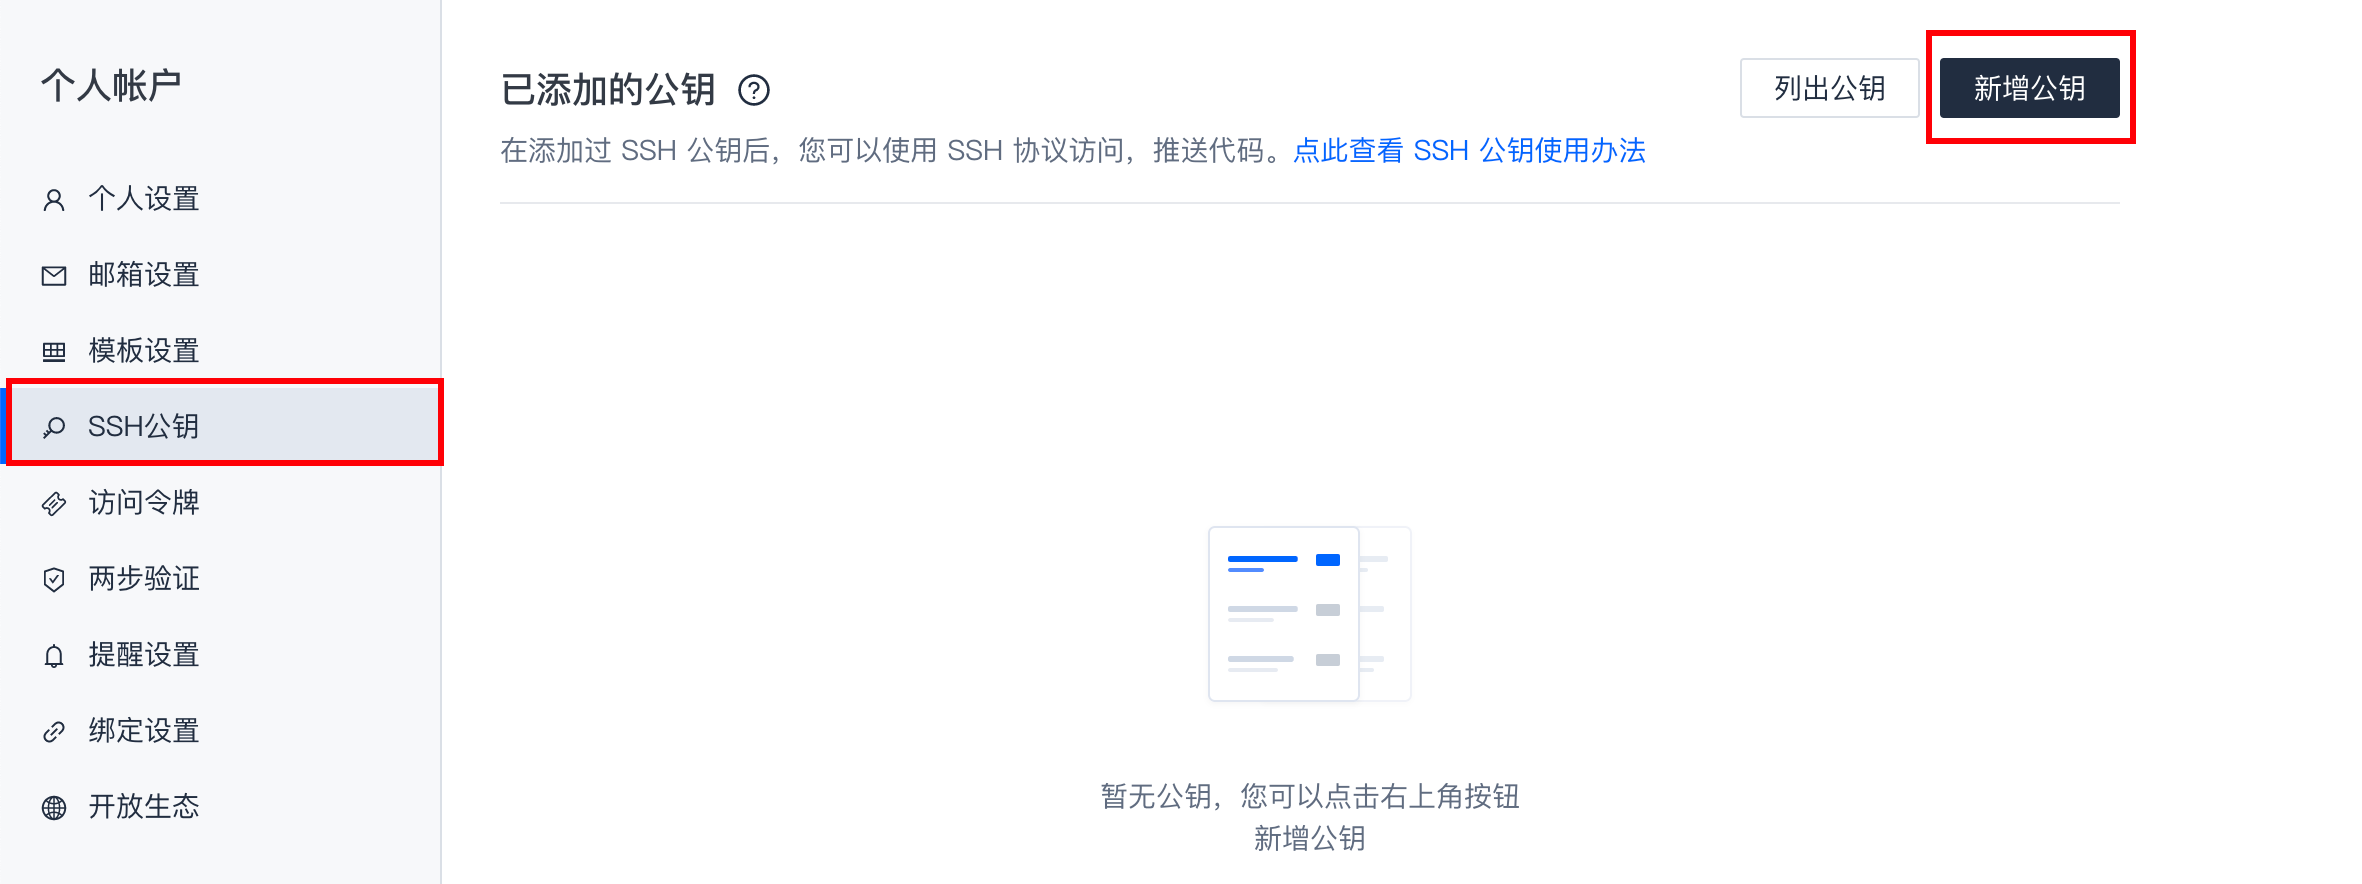 个人帐户
个人设置
邮箱设置
模板设置
SSH公钥
访问令牌
两步验证
提醒设置
绑定设置
开放生态
已添加的公钥
列出公钥
新增公钥
在添加过 SSH 公钥后，您可以使用 SSH 协议访问，推送代码。点此查看 SSH 公钥使用办法
暂无公钥，您可以点击右上角按钮
新增公钥